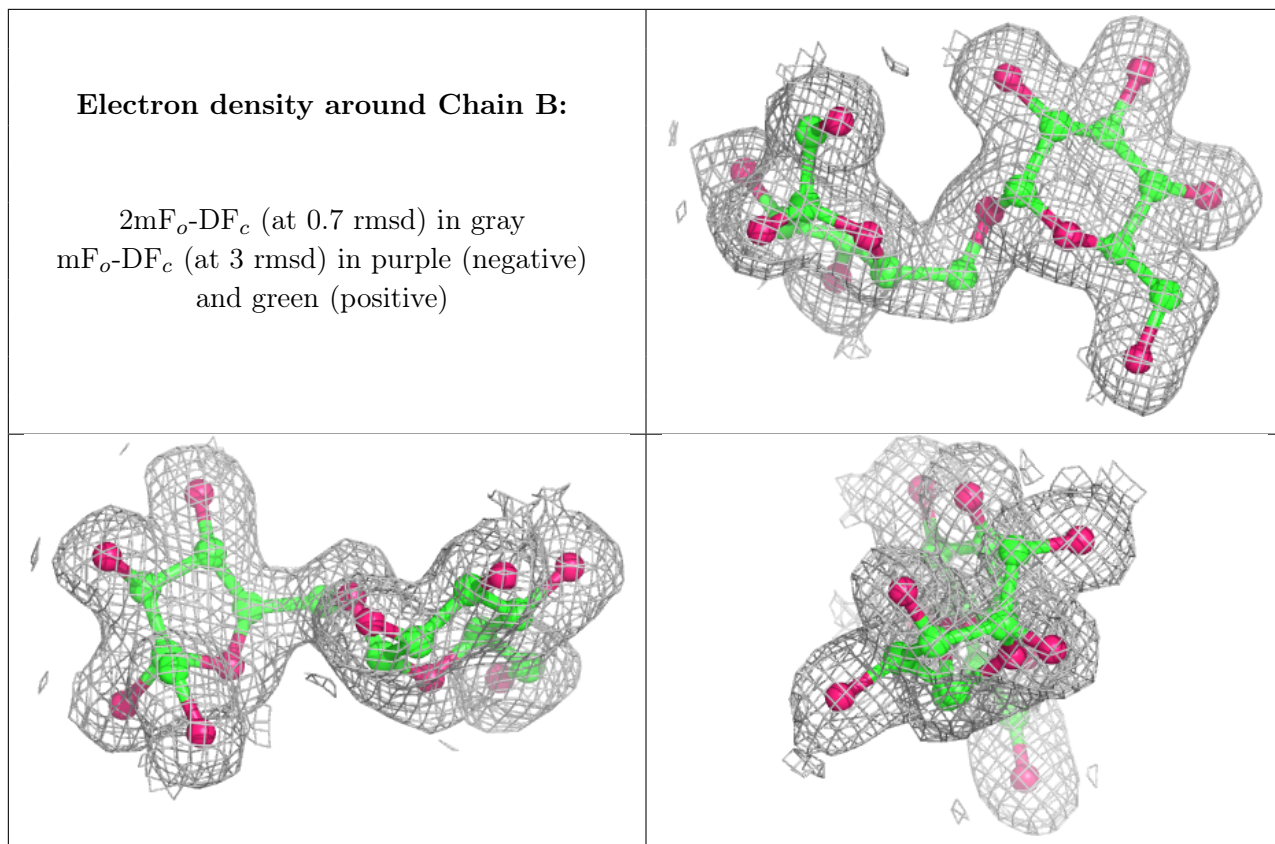 Electron density around Chain B:
2mFo-DFc (at 0.7 rmsd) in gray
mFo-DFc (at 3 rmsd) in purple (negative)
and green (positive)